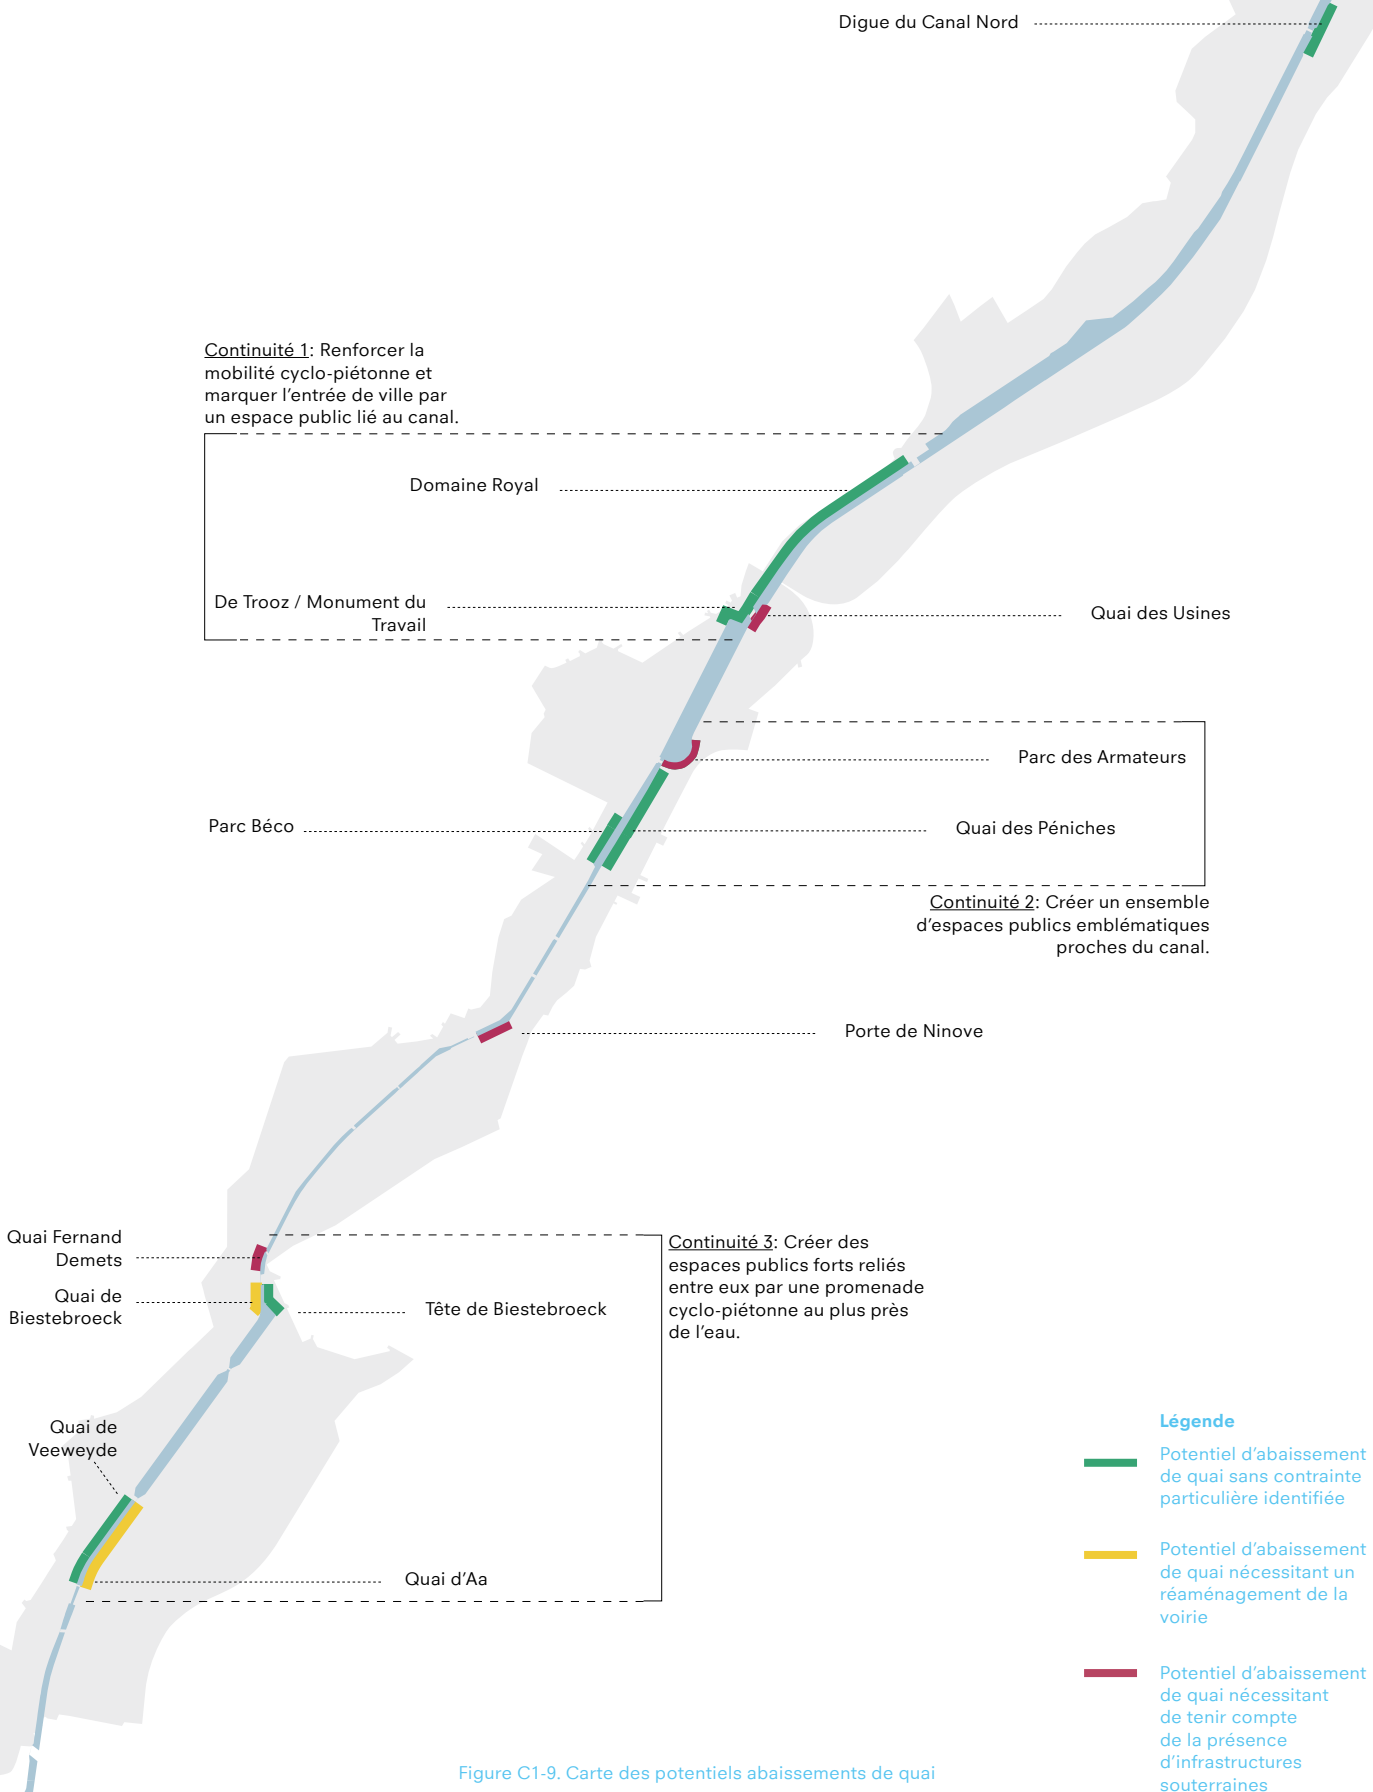 Digue du Canal Nord
Continuité 1: Renforcer la
mobilité cyclo-piétonne et
marquer l'entrée de ville par
un espace public lié au canal.
Domaine Royal
De Trooz / Monument du
Travail
Quai des Usines
Parc des Armateurs
Parc Béco
Quai des Péniches
Continuité 2: Créer un ensemble
d'espaces publics emblématiques
proches du canal.
Porte de Ninove
Quai Fernand
Demets
Quai de
Biestebroeck
Tête de Biestebroeck
Continuité 3: Créer des
espaces publics forts reliés
entre eux par une promenade
cyclo-piétonne au plus près
de l'eau.
Quai de
Veeweyde
Quai d'Aa
Légende
Potentiel d'abaissement
de quai sans contrainte
particulière identifiée
Potentiel d'abaissement
de quai nécessitant un
réaménagement de la
voirie
Potentiel d'abaissement
de quai nécessitant
de tenir compte
de la présence
d'infrastructures
souterraines
Figure C1-9. Carte des potentiels abaissements de quai